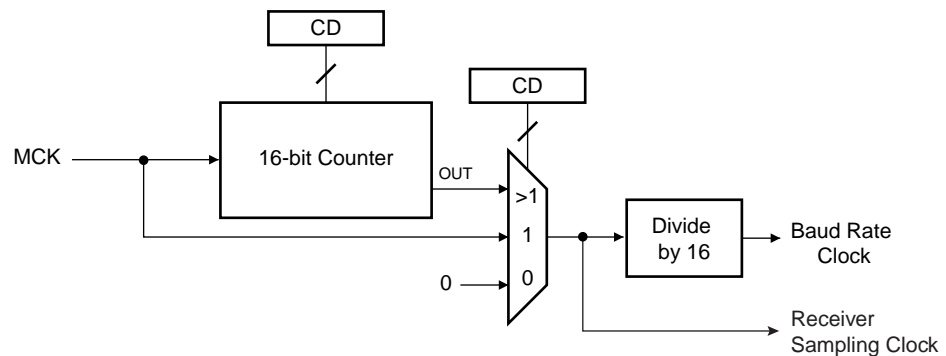 CD
CD
MCK
16-bit Counter
OUT
>1
1
0
0
Divide
by 16
Baud Rate
Clock
Receiver
Sampling Clock